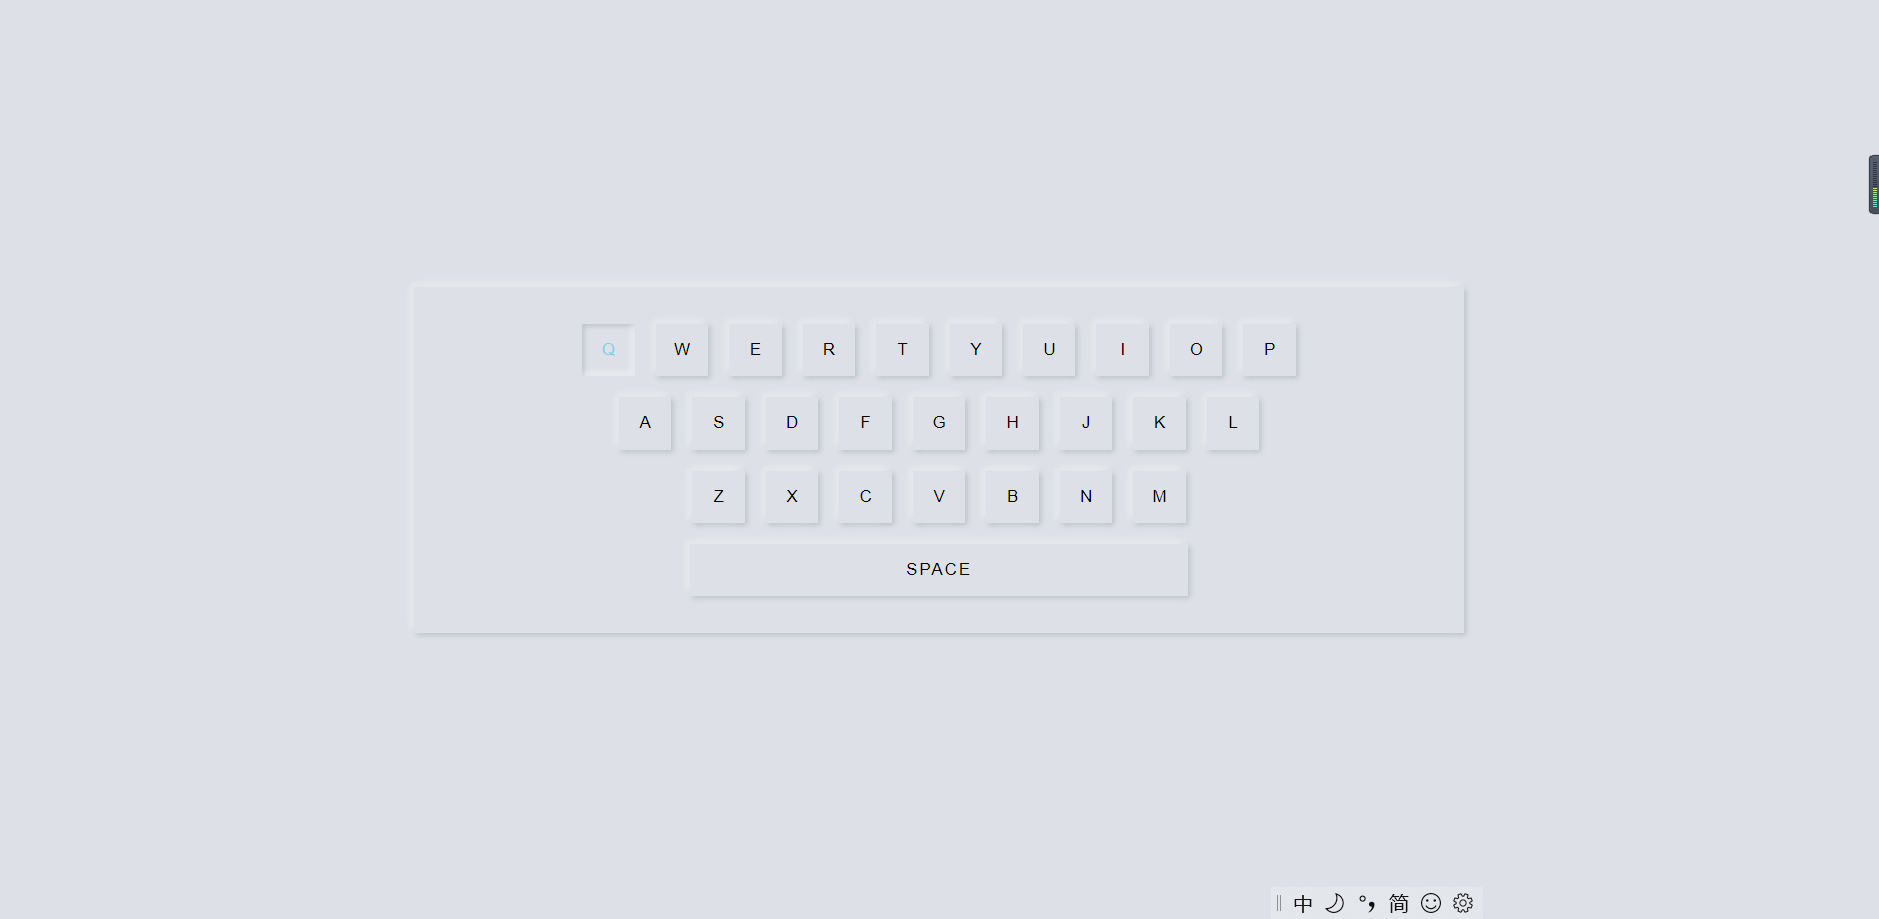 Q W E R T Y U I O P
A S D F G H J K L
Z X C V B N M
SPACE
中 °, 简